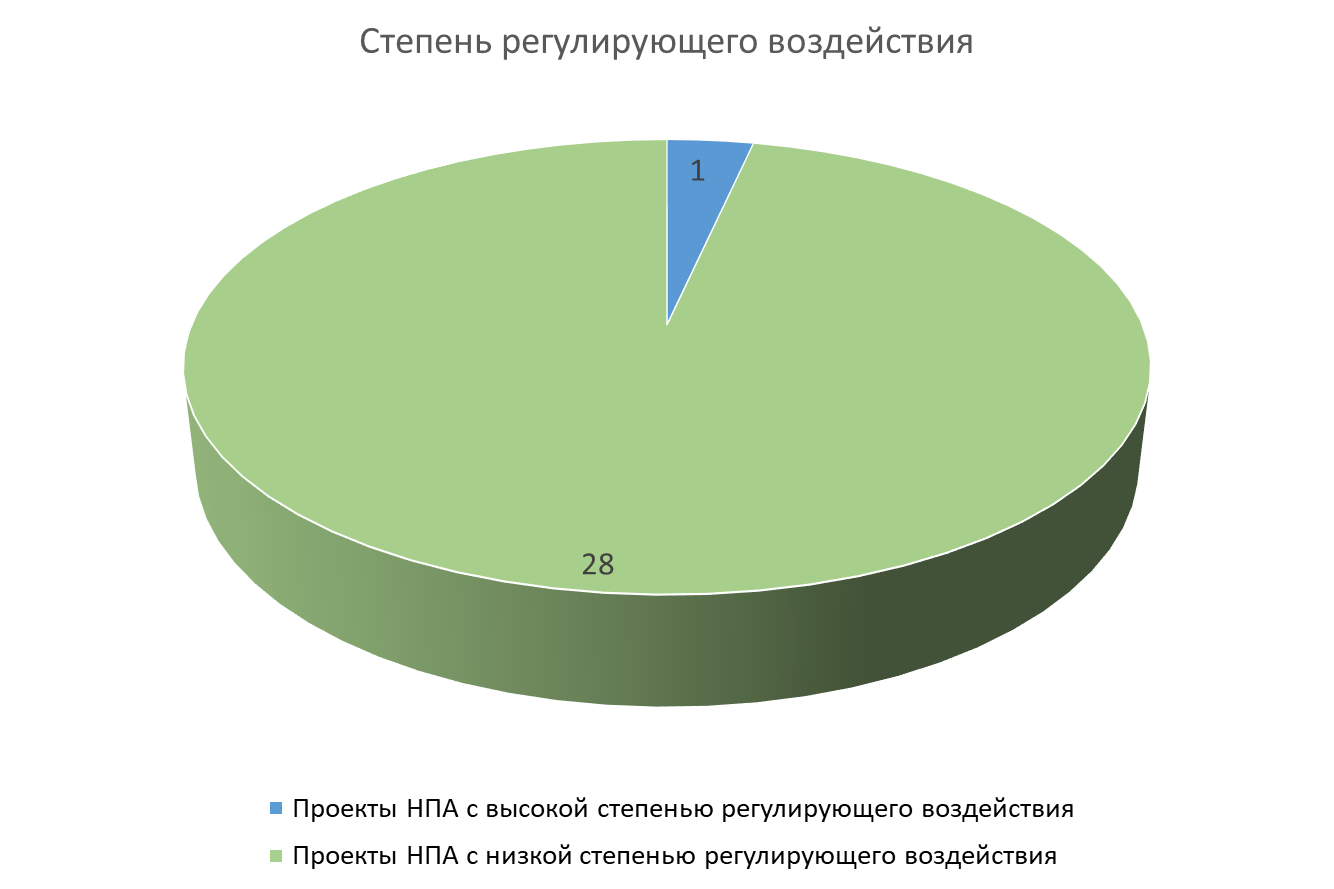 Степень регулирующего воздействия
1
28
Проекты НПА с высокой степенью регулирующего воздействия
Проекты НПА с низкой степенью регулирующего воздействия